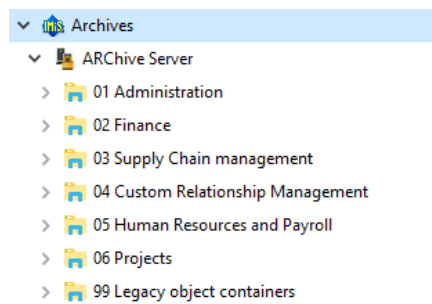 IMiS Archives
ARChive Server
01 Administration
02 Finance
03 Supply Chain management
04 Custom Relationship Management
05 Human Resources and Payroll
06 Projects
99 Legacy object containers